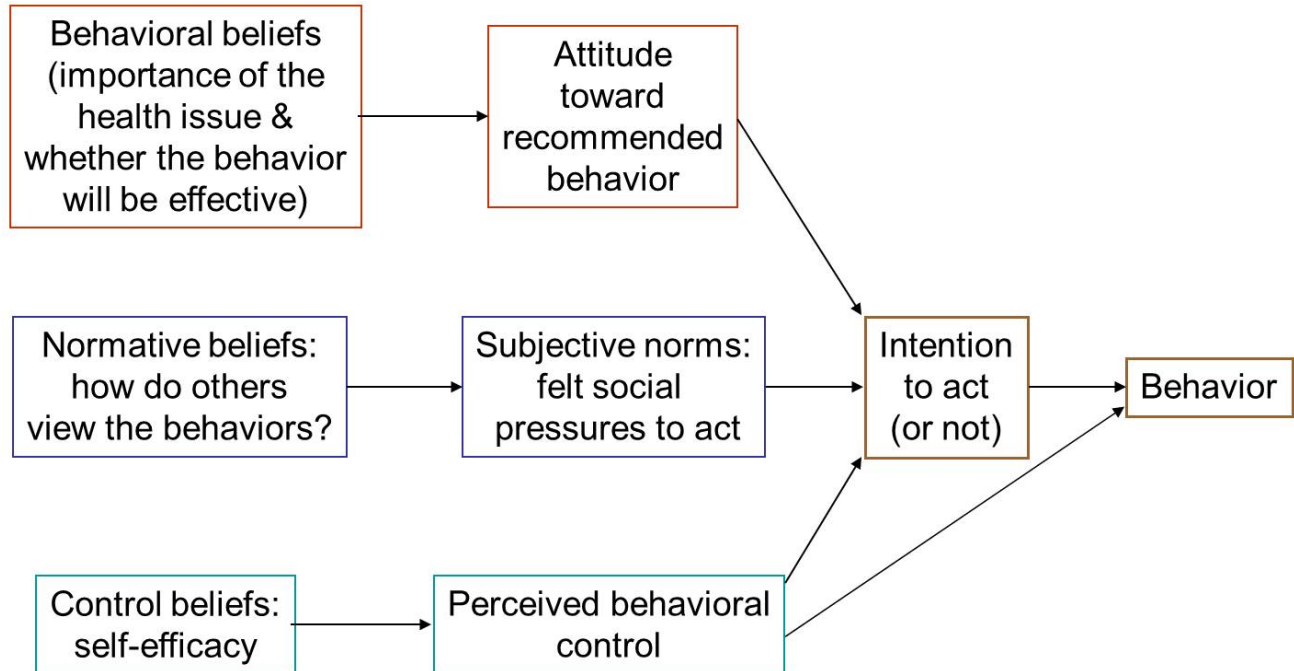 Behavioral beliefs
(importance of the
health issue &
whether the behavior
will be effective)
Attitude
toward
recommended
behavior
Normative beliefs:
how do others
view the behaviors?
Subjective norms:
felt social
pressures to act
Intention
to act
(or not)
Behavior
Control beliefs:
self-efficacy
Perceived behavioral
control